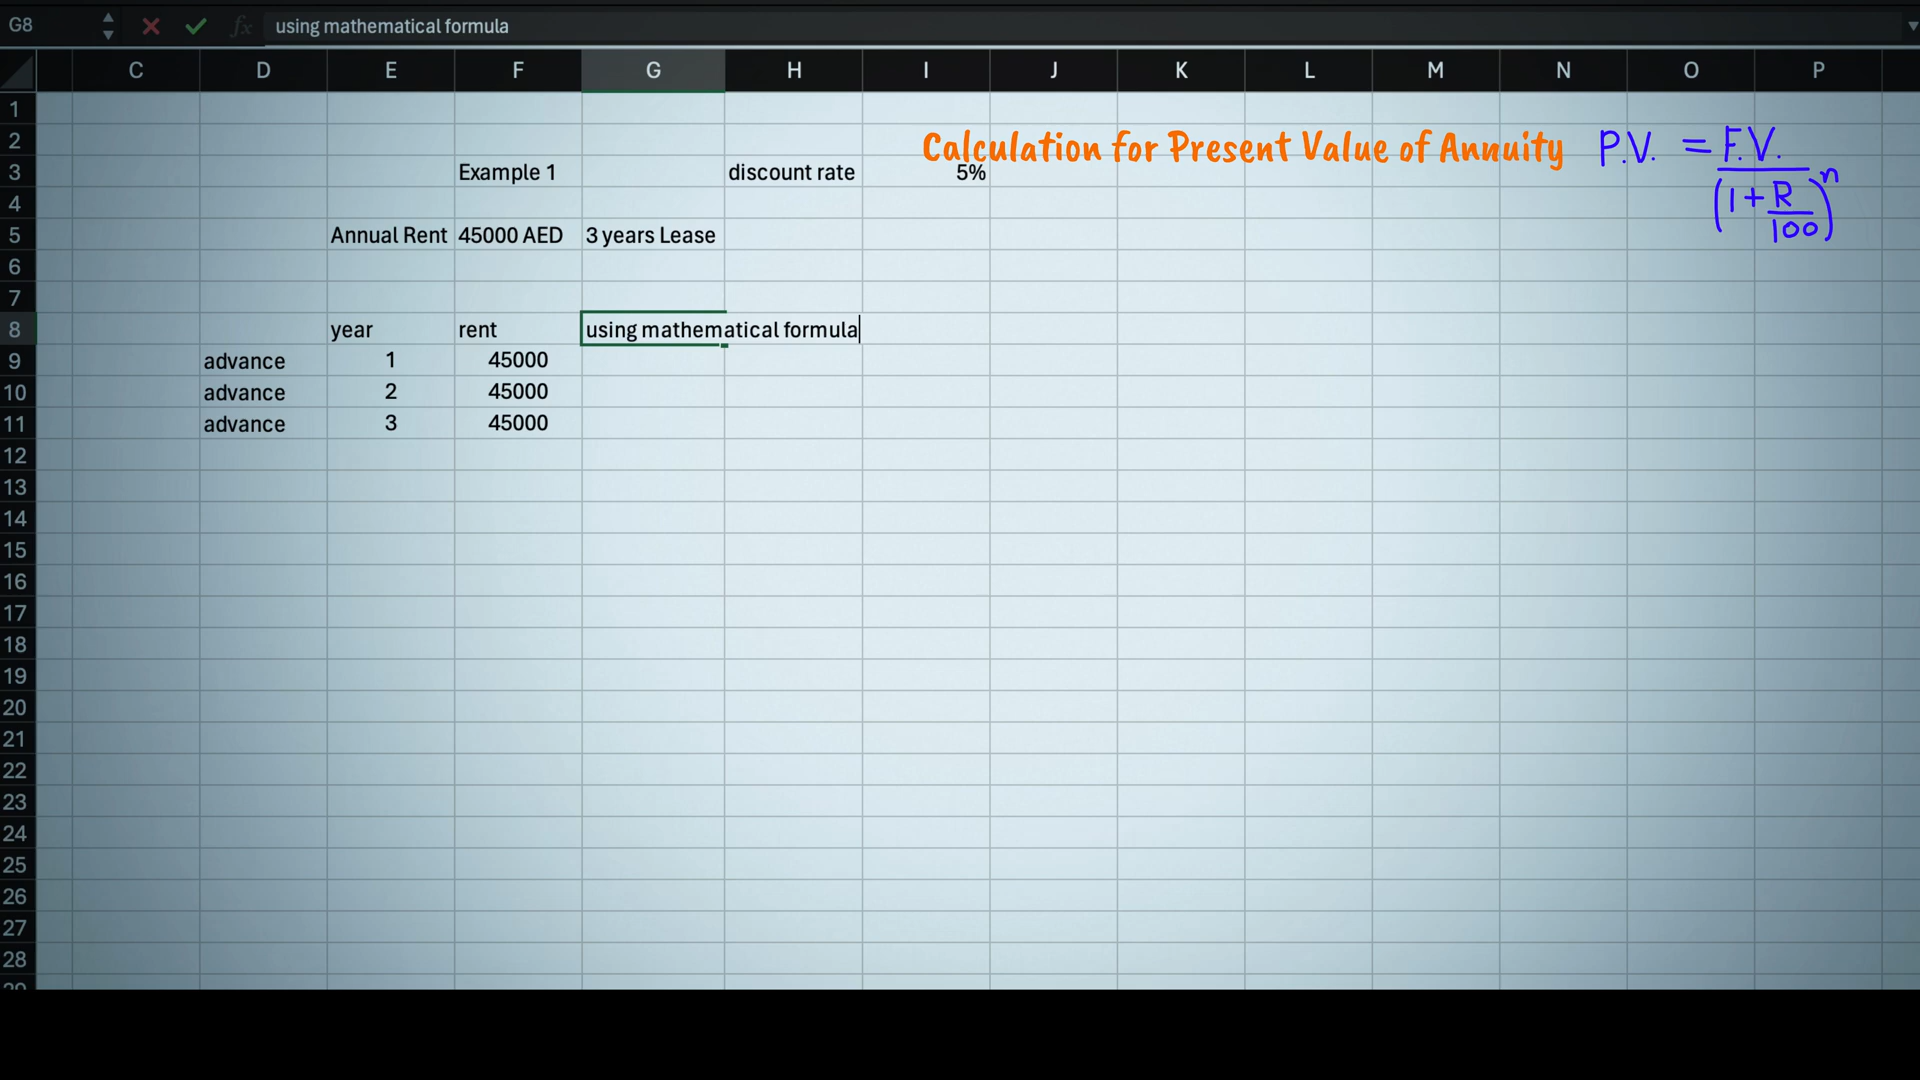 G8 fx using mathematical formula
C D E F G H I J K L M N O P
1
2 Calculation for Present Value of Annuity P.V. = F.V. / (1 + R/100)^n
3 Example 1 discount rate 5%
4
5 Annual Rent 45000 AED 3 years Lease
6
7
8 year rent using mathematical formula
9 advance 1 45000
10 advance 2 45000
11 advance 3 45000
12
13
14
15
16
17
18
19
20
21
22
23
24
25
26
27
28
29